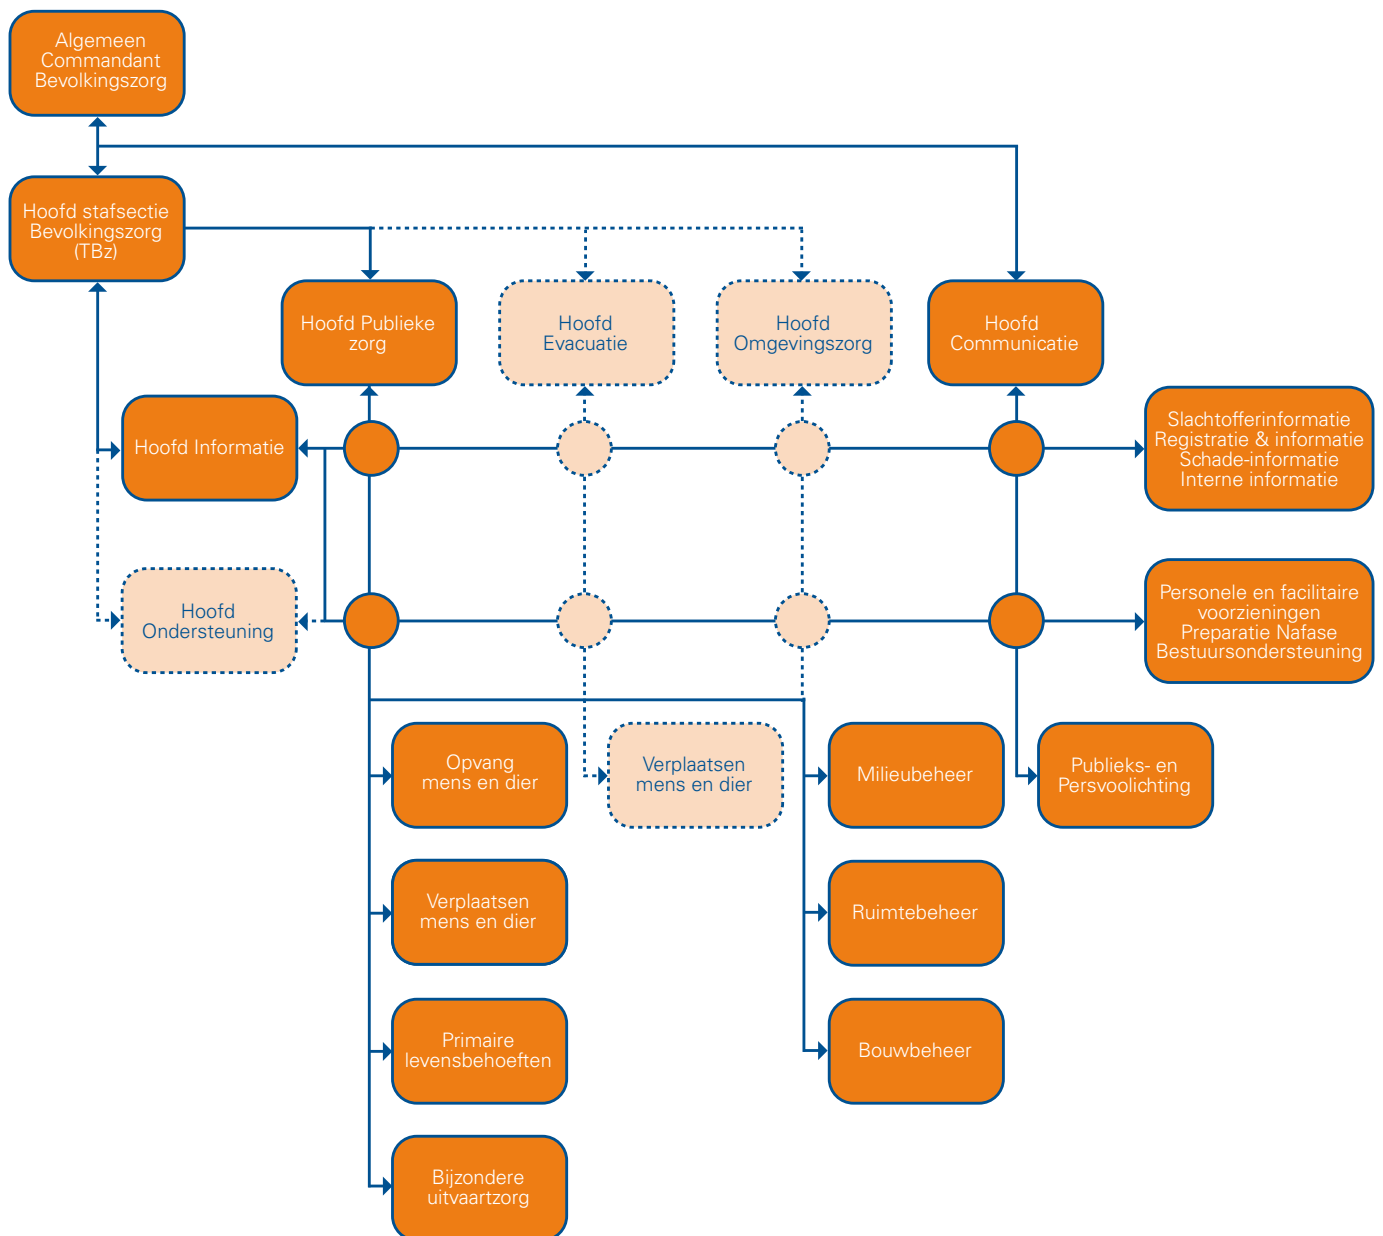 Algemeen
Commandant
Bevolkingszorg
Hoofd stafsectie
Bevolkingszorg
(TBz)
Hoofd Publieke
zorg
Hoofd
Evacuatie
Hoofd
Omgevingszorg
Hoofd
Communicatie
Hoofd Informatie
Slachtofferinformatie
Registratie & informatie
Schade-informatie
Interne informatie
Hoofd
Ondersteuning
Personele en facilitaire
voorzieningen
Preparatie Nafase
Bestuursondersteuning
Opvang
mens en dier
Verplaatsen
mens en dier
Milieubeheer
Publieks- en
Persvoolichting
Verplaatsen
mens en dier
Ruimtebeheer
Primaire
levensbehoeften
Bouwbeheer
Bijzondere
uitvaartzorg